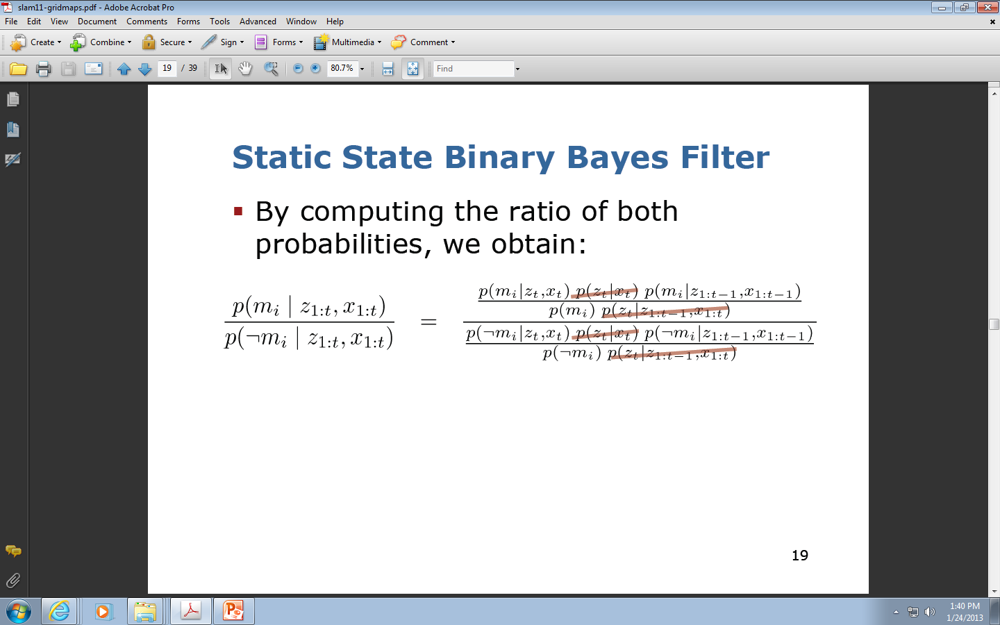 slam11-gridmaps.pdf - Adobe Acrobat Pro
File Edit View Document Comments Forms Tools Advanced Window Help
Create Combine Secure Sign Forms Multimedia Comment
19 / 39 80.7% Find
Static State Binary Bayes Filter
By computing the ratio of both
probabilities, we obtain:
p(m_i|z_t,x_t) p(z_t|x_t) p(m_i|z_{1:t−1},x_{1:t−1})
p(m_i | z_{1:t}, x_{1:t})
p(m_i) p(z_t|z_{1:t−1},x_{1:t})
=
p(¬m_i | z_{1:t}, x_{1:t})
p(¬m_i|z_t,x_t) p(z_t|x_t) p(¬m_i|z_{1:t−1},x_{1:t−1})
p(¬m_i) p(z_t|z_{1:t−1},x_{1:t})
19
1:40 PM
1/24/2013